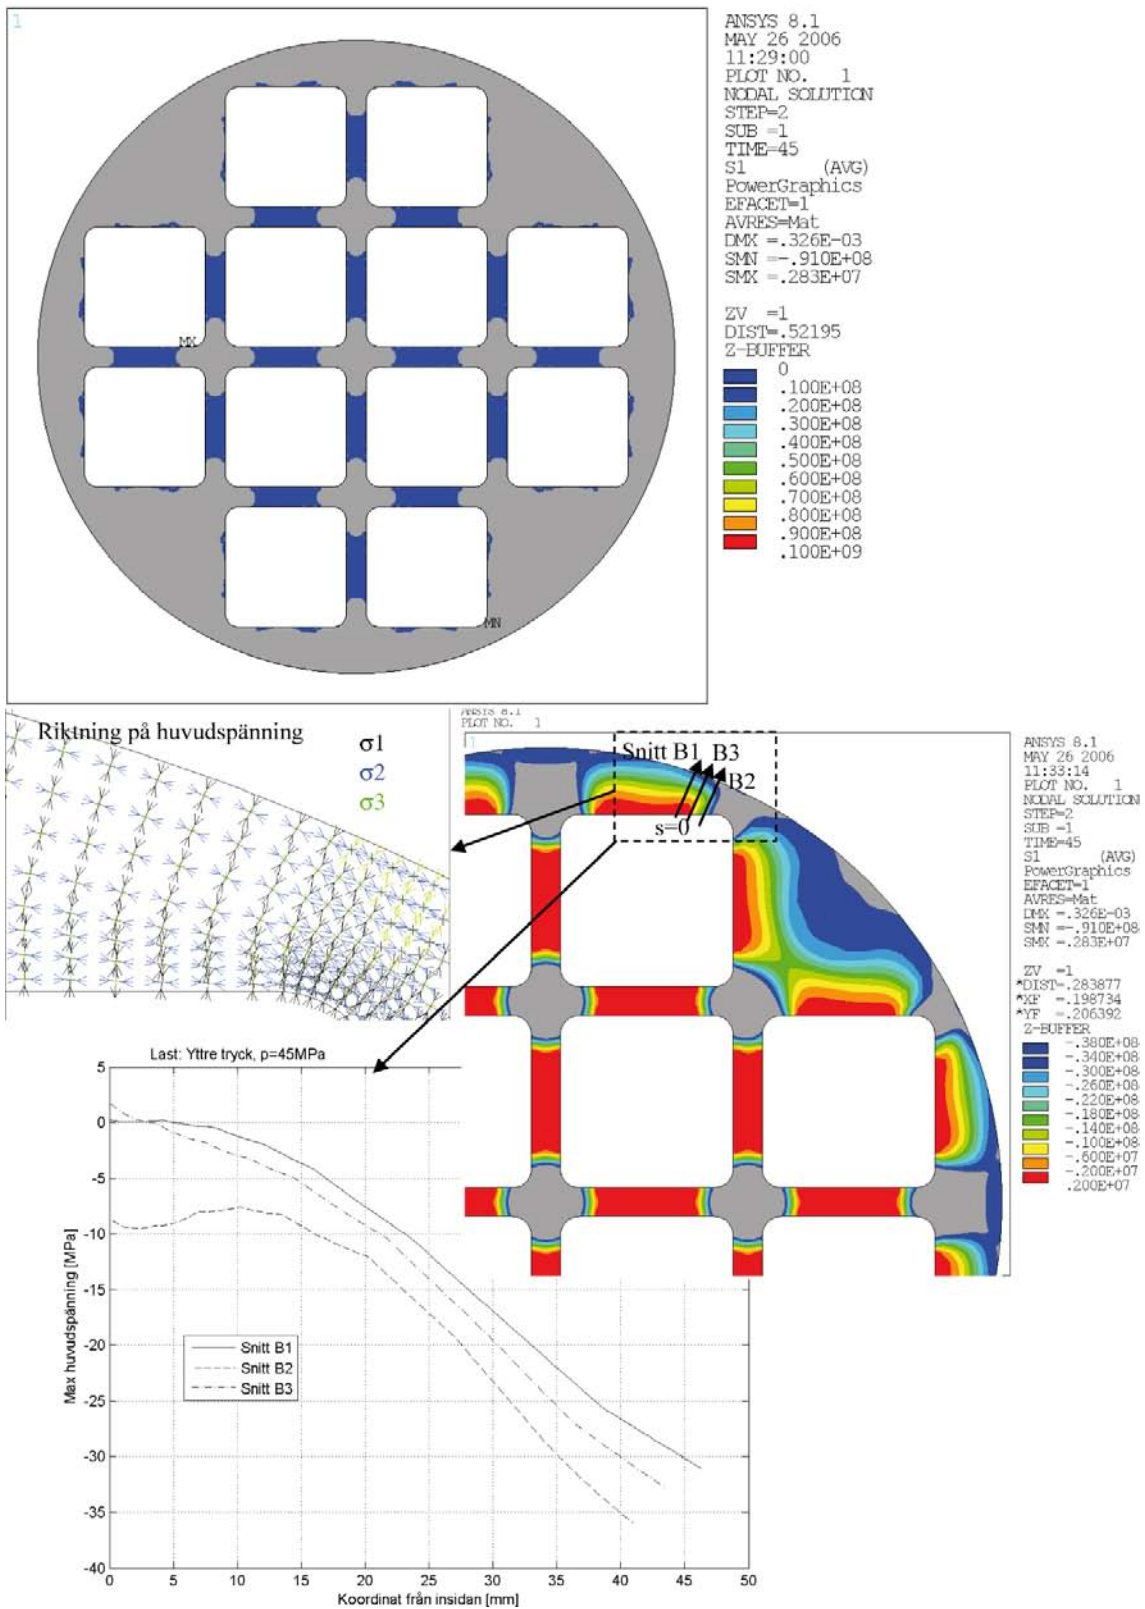 1
ANSYS 8.1
MAY 26 2006
11:29:00
PLOT NO. 1
NODAL SOLUTION
STEP=2
SUB =1
TIME=45
S1 (AVG)
PowerGraphics
EFACET=1
AVRES=Mat
DMX =.326E-03
SMN =-.910E+08
SMX =.283E+07
ZV =1
DIST=.52195
Z-BUFFER
0
.100E+08
.200E+08
.300E+08
.400E+08
.500E+08
.600E+08
.700E+08
.800E+08
.900E+08
.100E+09
MX
MN
Riktning på huvudspänning
σ1
σ2
σ3
ANSYS 8.1
PLOT NO. 1
1
Snitt B1 B3
B2
s=0
ANSYS 8.1
MAY 26 2006
11:33:14
PLOT NO. 1
NODAL SOLUTION
STEP=2
SUB =1
TIME=45
S1 (AVG)
PowerGraphics
EFACET=1
AVRES=Mat
DMX =.326E-03
SMN =-.910E+08
SMX =.283E+07
ZV =1
*DIST=.283877
*XF =.198734
*YF =.206392
Z-BUFFER
-.380E+08
-.340E+08
-.300E+08
-.260E+08
-.220E+08
-.180E+08
-.140E+08
-.100E+08
-.600E+07
-.200E+07
.200E+07
Last: Yttre tryck, p=45MPa
Max huvudspänning [MPa]
5
0
-5
-10
-15
-20
-25
-30
-35
-40
Snitt B1
Snitt B2
Snitt B3
0 5 10 15 20 25 30 35 40 45 50
Koordinat från insidan [mm]